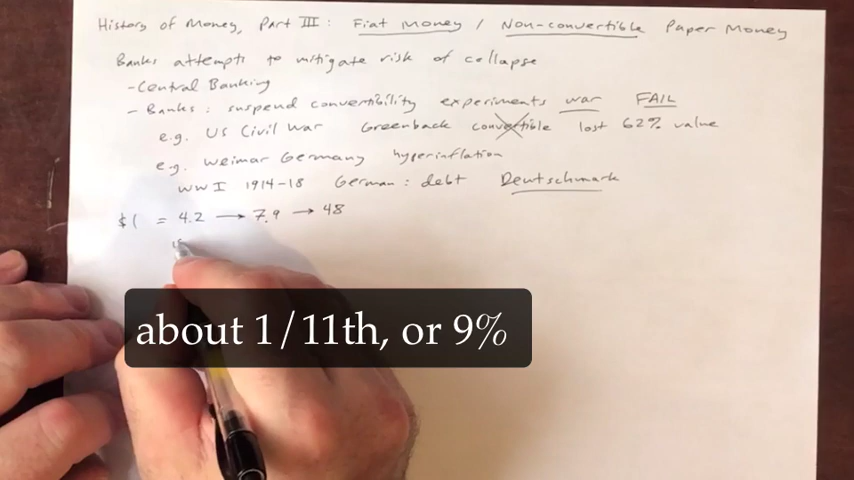 History of Money, Part III: Fiat Money / Non-convertible Paper Money
Banks attempts to mitigate risk of collapse
- Central Banking
- Banks: suspend convertibility experiments war FAIL
e.g. US Civil War Greenback convertible lost 62% value
e.g. Weimar Germany hyperinflation
WWI 1914-18 German: debt Deutschmark
$1 = 4.2 → 7.9 → 48
about 1/11th, or 9%